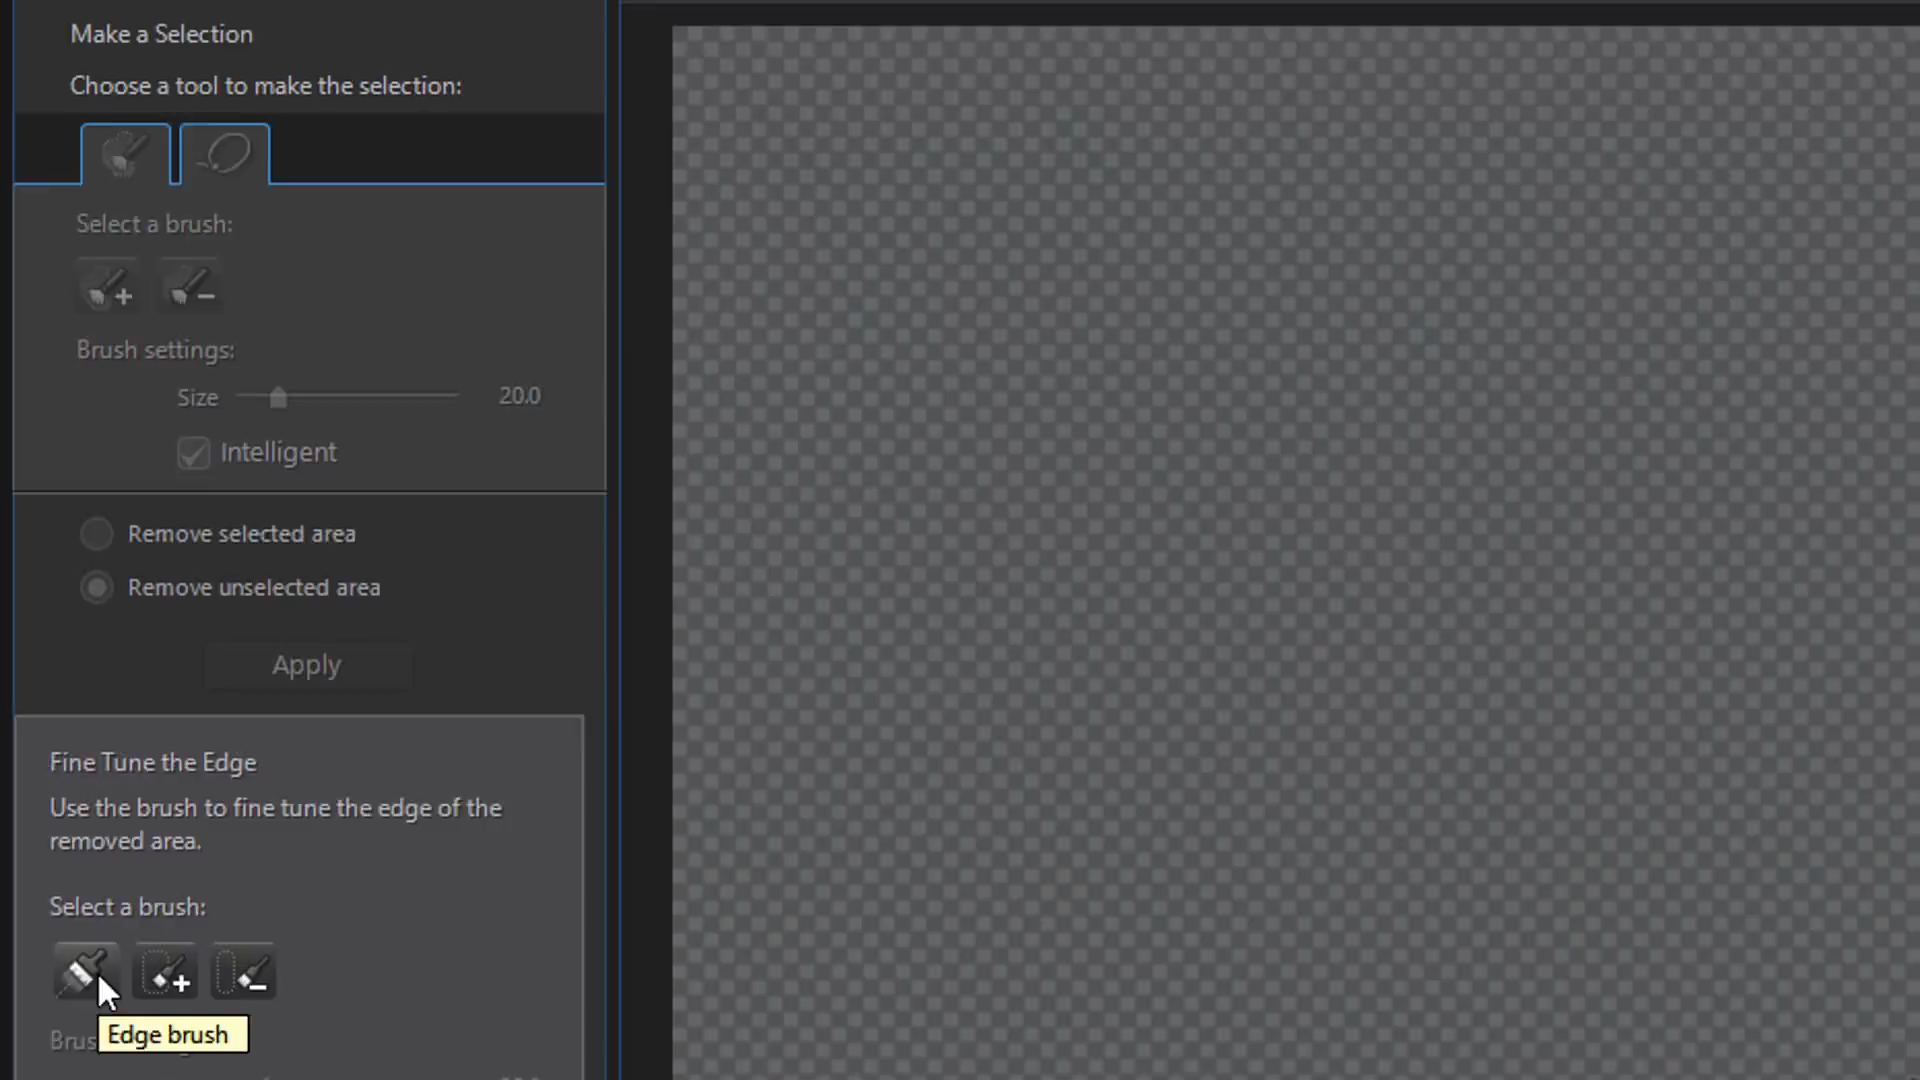 Make a Selection
Choose a tool to make the selection:
Select a brush:
Brush settings:
Size 20.0
Intelligent
Remove selected area
Remove unselected area
Apply
Fine Tune the Edge
Use the brush to fine tune the edge of the
removed area.
Select a brush:
Edge brush